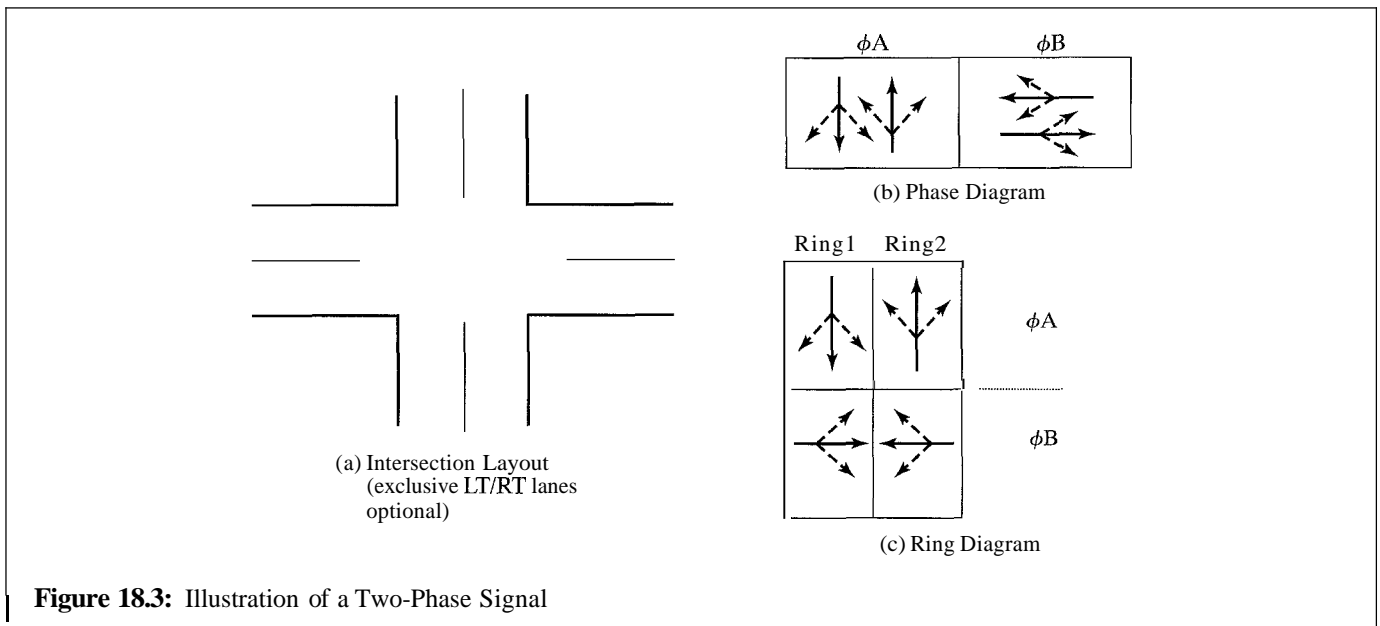 ϕA ϕB
(b) Phase Diagram
Ring1 Ring2
ϕA
ϕB
(c) Ring Diagram
(a) Intersection Layout
(exclusive LT/RT lanes
optional)
Figure 18.3: Illustration of a Two-Phase Signal